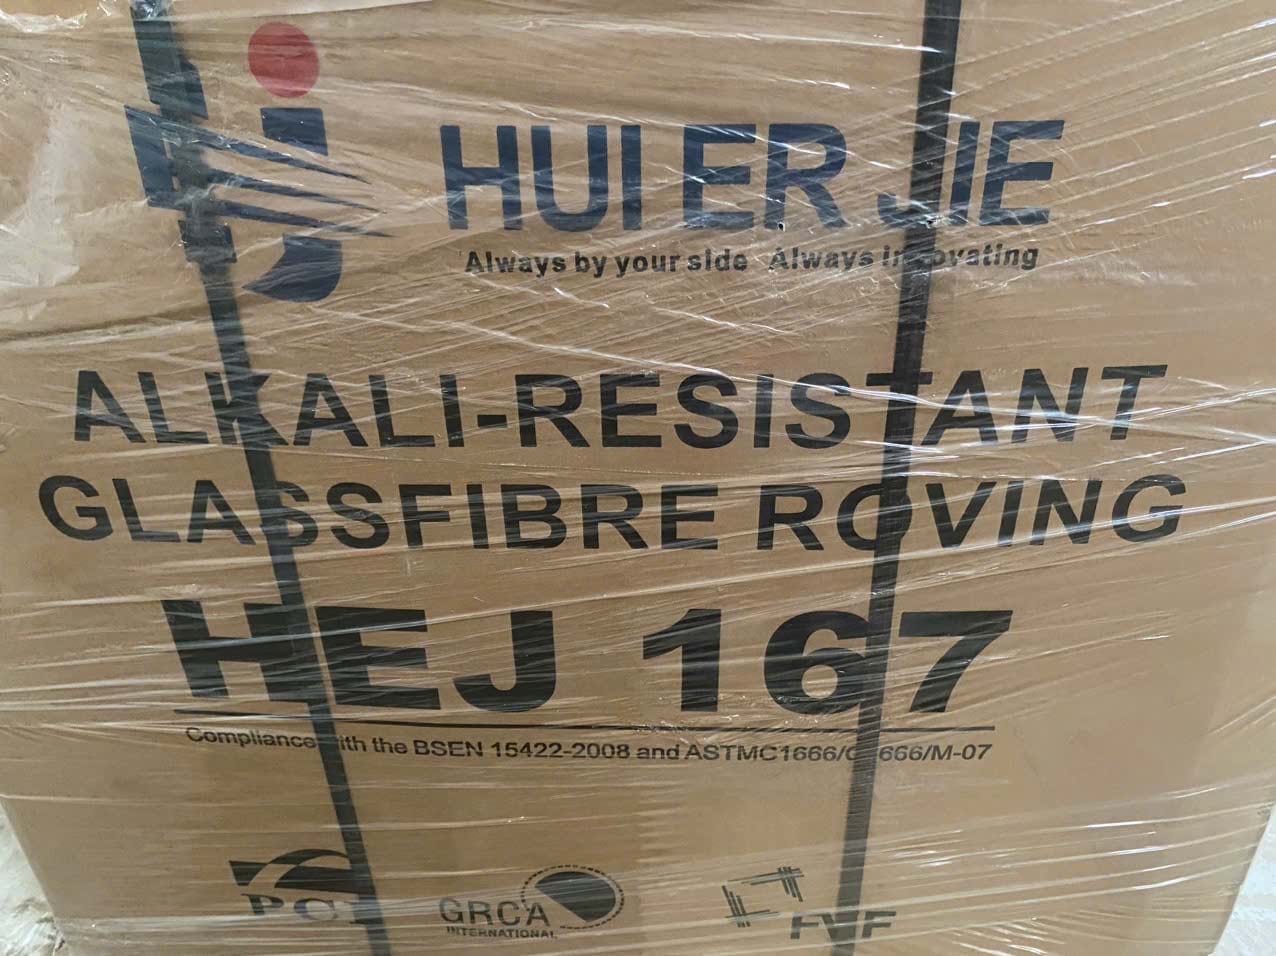 HUI ER JIE
Always by your side Always innovating
ALKALI-RESISTANT
GLASSFIBRE ROVING
HEJ 167
Compliance with the BSEN 15422-2008 and ASTMC1666/C1666/M-07
GRCA
INTERNATIONAL